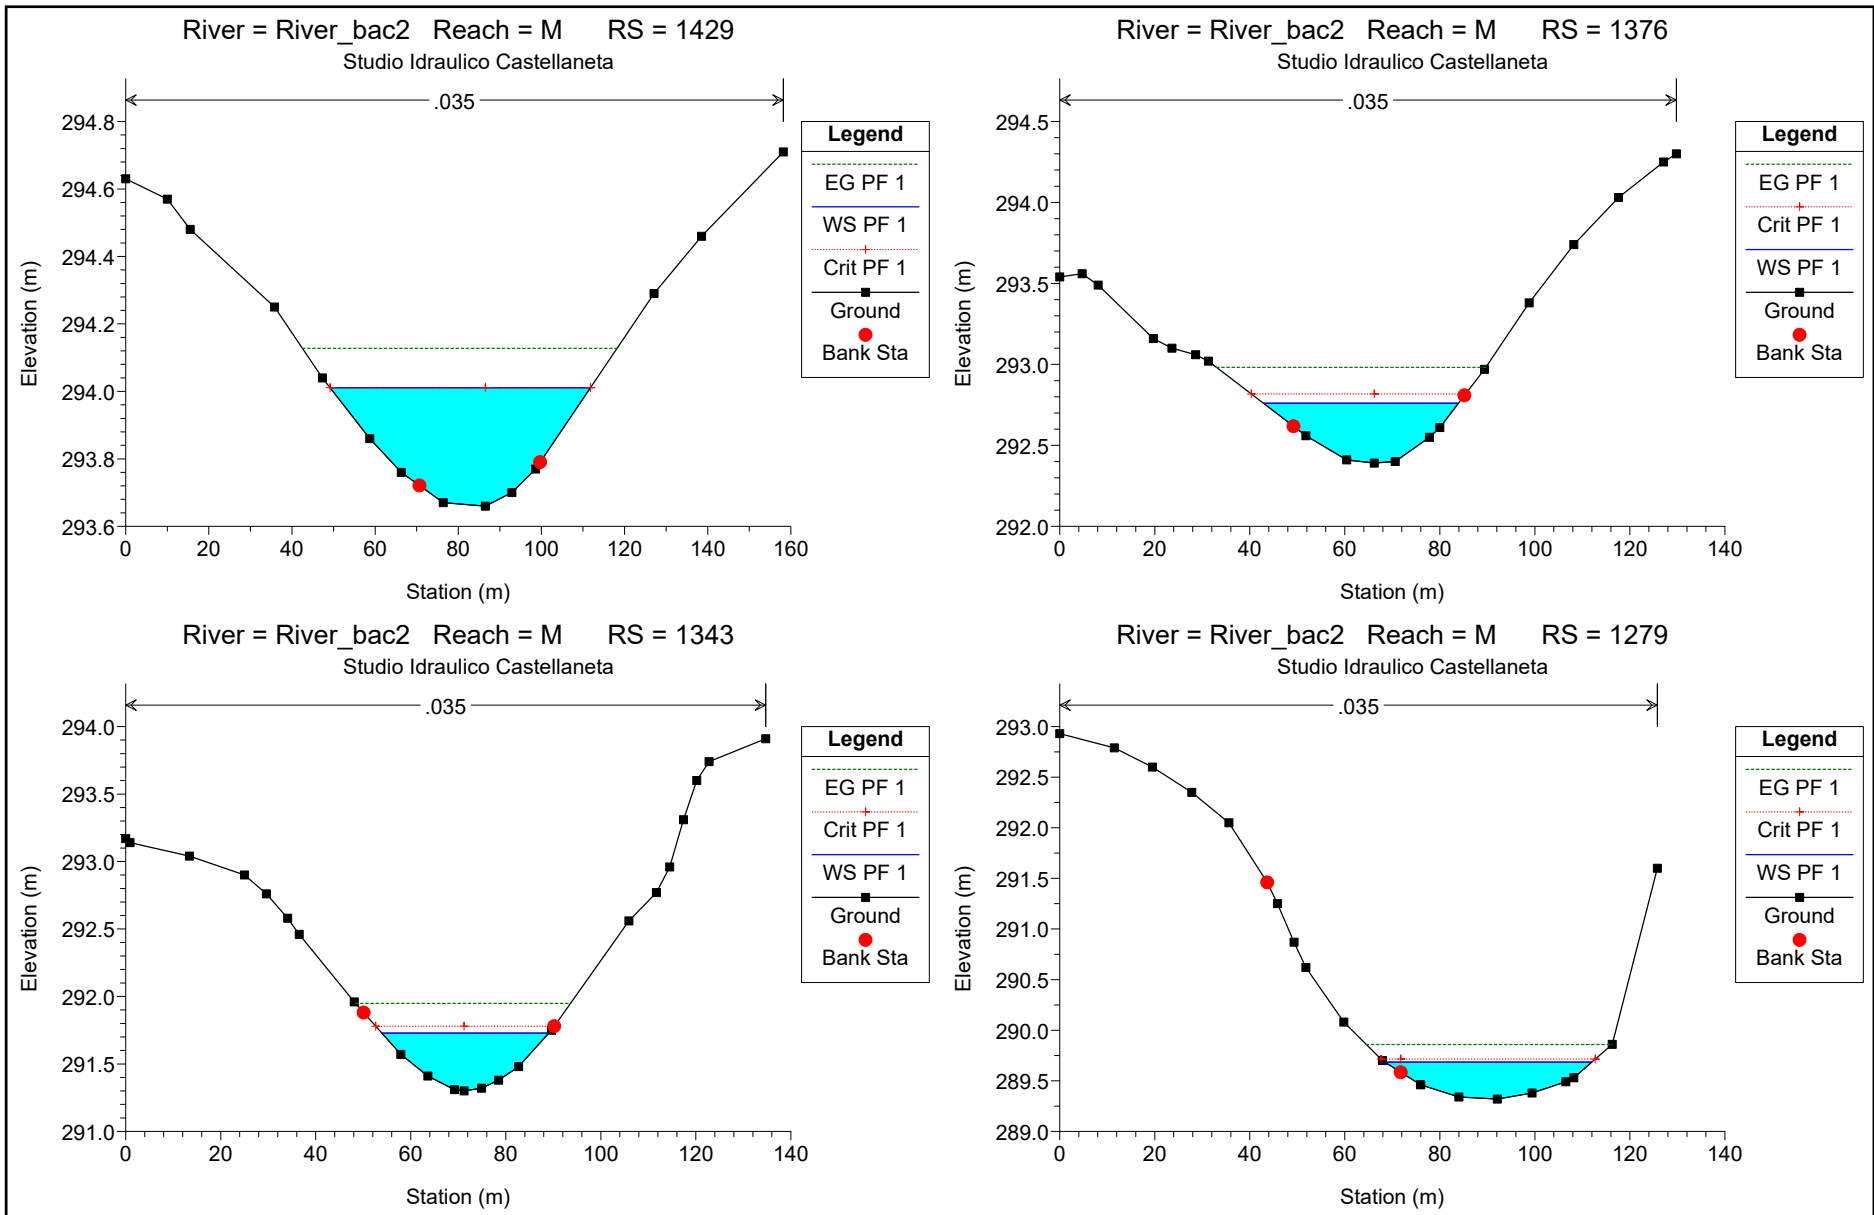 River = River_bac2 Reach = M RS = 1429
Studio Idraulico Castellaneta
.035
294.8
294.6
294.4
294.2
294.0
293.8
293.6
Elevation (m)
0 20 40 60 80 100 120 140 160
Station (m)
Legend
EG PF 1
WS PF 1
Crit PF 1
Ground
Bank Sta
River = River_bac2 Reach = M RS = 1376
Studio Idraulico Castellaneta
.035
294.5
294.0
293.5
293.0
292.5
292.0
Elevation (m)
0 20 40 60 80 100 120 140
Station (m)
Legend
EG PF 1
Crit PF 1
WS PF 1
Ground
Bank Sta
River = River_bac2 Reach = M RS = 1343
Studio Idraulico Castellaneta
.035
294.0
293.5
293.0
292.5
292.0
291.5
291.0
Elevation (m)
0 20 40 60 80 100 120 140
Station (m)
Legend
EG PF 1
Crit PF 1
WS PF 1
Ground
Bank Sta
River = River_bac2 Reach = M RS = 1279
Studio Idraulico Castellaneta
.035
293.0
292.5
292.0
291.5
291.0
290.5
290.0
289.5
289.0
Elevation (m)
0 20 40 60 80 100 120 140
Station (m)
Legend
EG PF 1
Crit PF 1
WS PF 1
Ground
Bank Sta